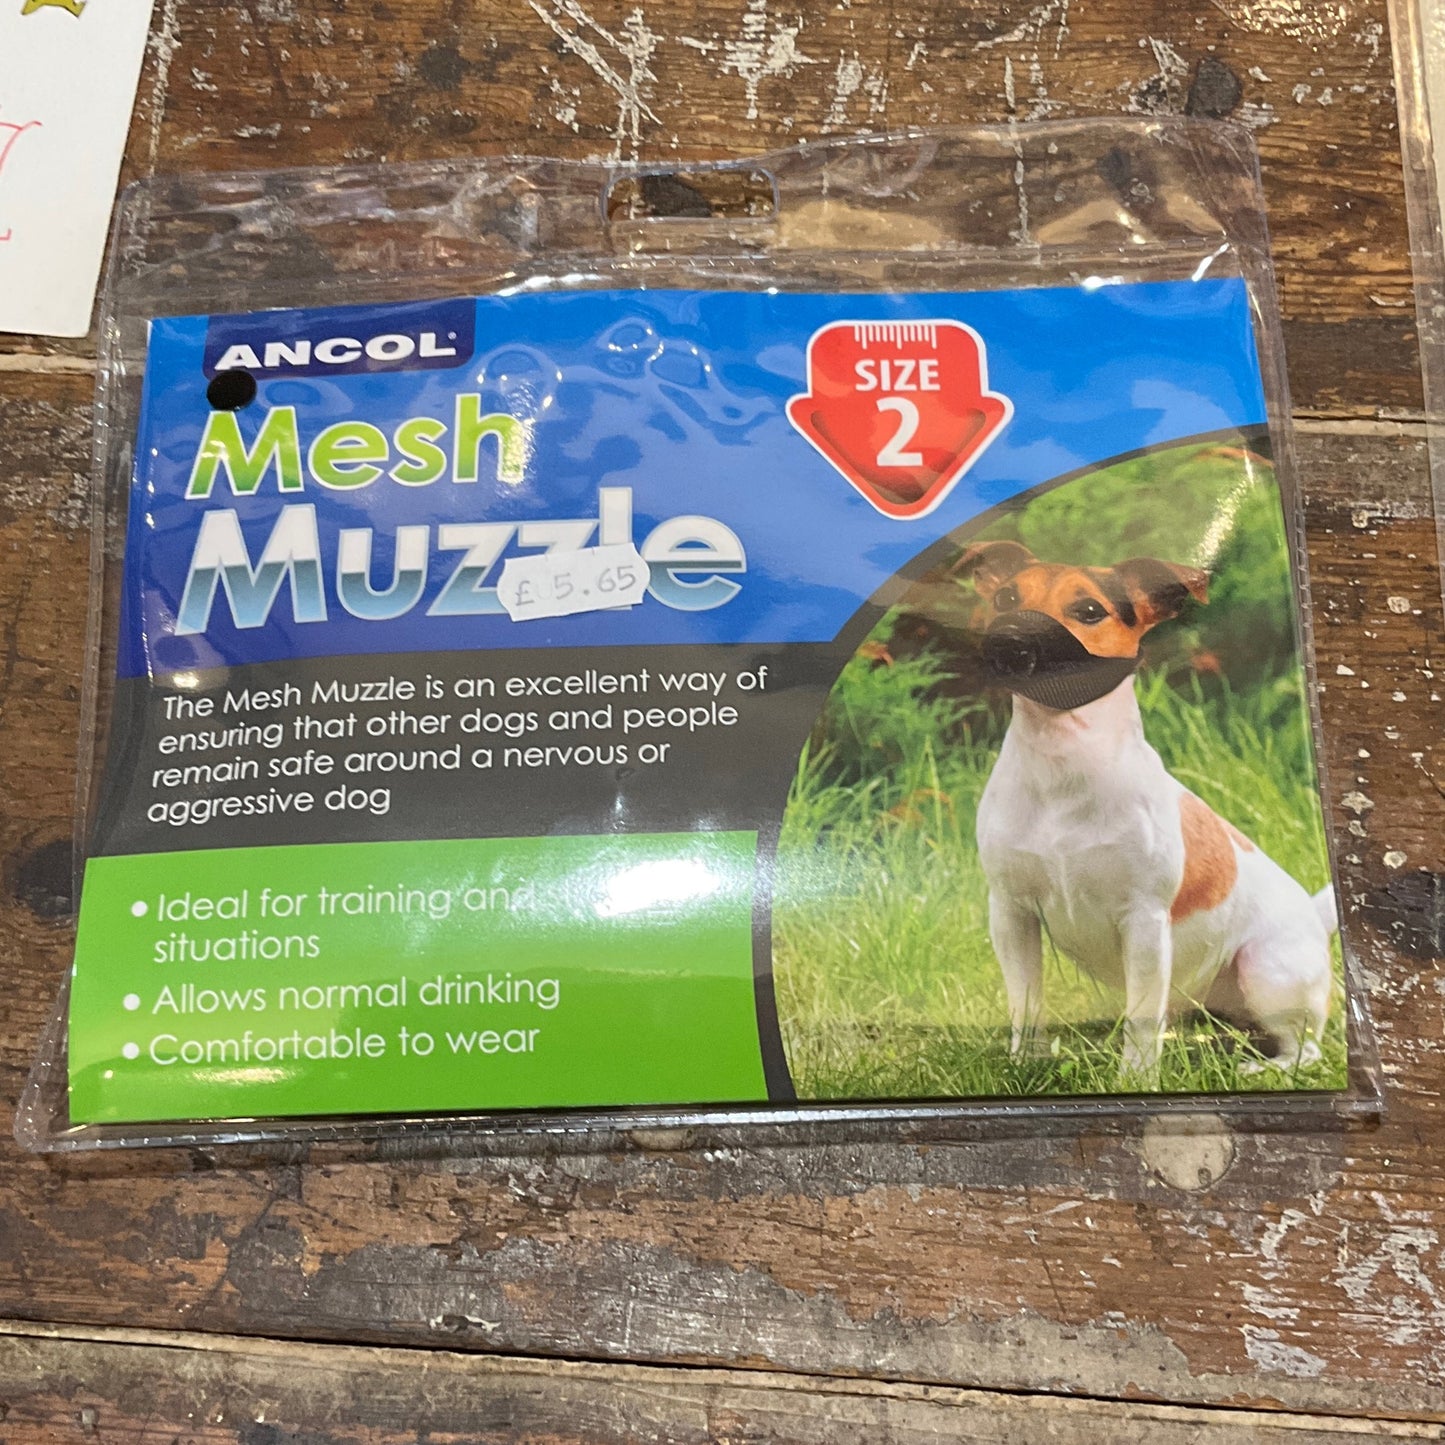 ANCOL
Mesh
Muzzle
SIZE
2
£ 5.65
The Mesh Muzzle is an excellent way of
ensuring that other dogs and people
remain safe around a nervous or
aggressive dog
• Ideal for training and
situations
• Allows normal drinking
• Comfortable to wear